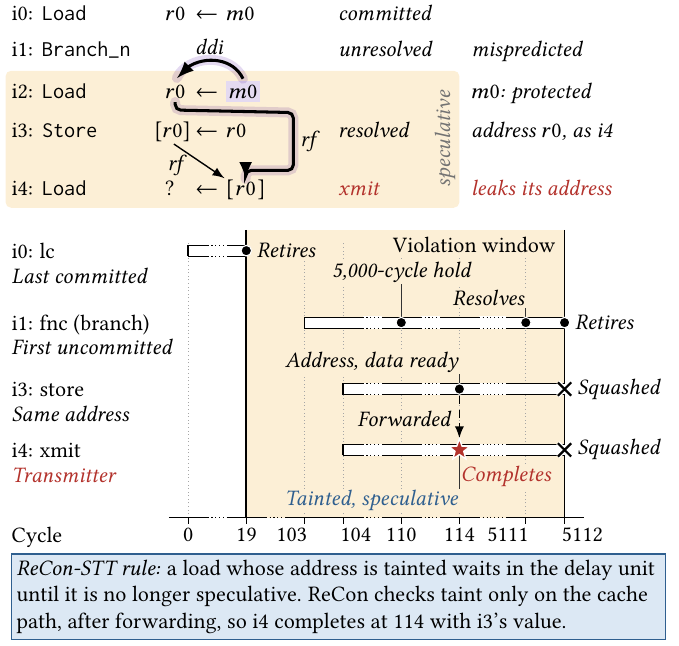 i0: Load r0 ← m0 committed
i1: Branch_n ddi unresolved mispredicted
i2: Load r0 ← m0 m0: protected
i3: Store [r0] ← r0 rf resolved address r0, as i4
rf
i4: Load ? ← [r0] xmit leaks its address
speculative
i0: lc Retires Violation window
Last committed 5,000-cycle hold
Resolves
i1: fnc (branch) Retires
First uncommitted
Address, data ready
i3: store Squashed
Same address
Forwarded
i4: xmit Squashed
Transmitter Completes
Tainted, speculative
Cycle 0 19 103 104 110 114 5111 5112
ReCon-STT rule: a load whose address is tainted waits in the delay unit
until it is no longer speculative. ReCon checks taint only on the cache
path, after forwarding, so i4 completes at 114 with i3’s value.